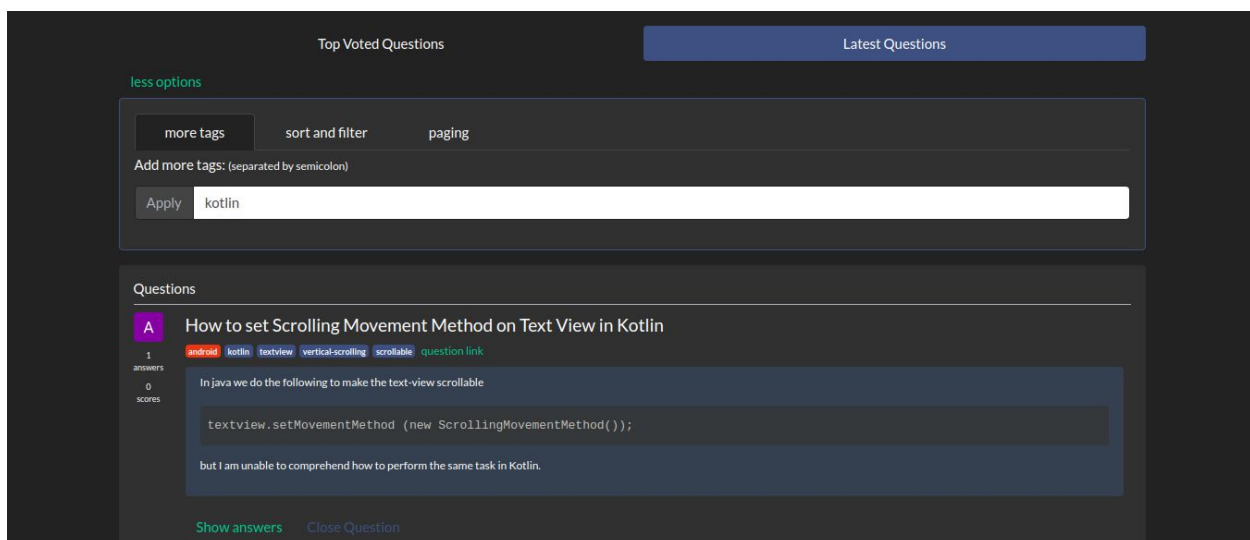 Top Voted Questions Latest Questions
less options
more tags sort and filter paging
Add more tags: (separated by semicolon)
Apply kotlin
Questions
A How to set Scrolling Movement Method on Text View in Kotlin
android kotlin textview vertical-scrolling scrollable question link
1
answers
0
scores
In java we do the following to make the text-view scrollable
textview.setMovementMethod (new ScrollingMovementMethod());
but I am unable to comprehend how to perform the same task in Kotlin.
Show answers Close Question